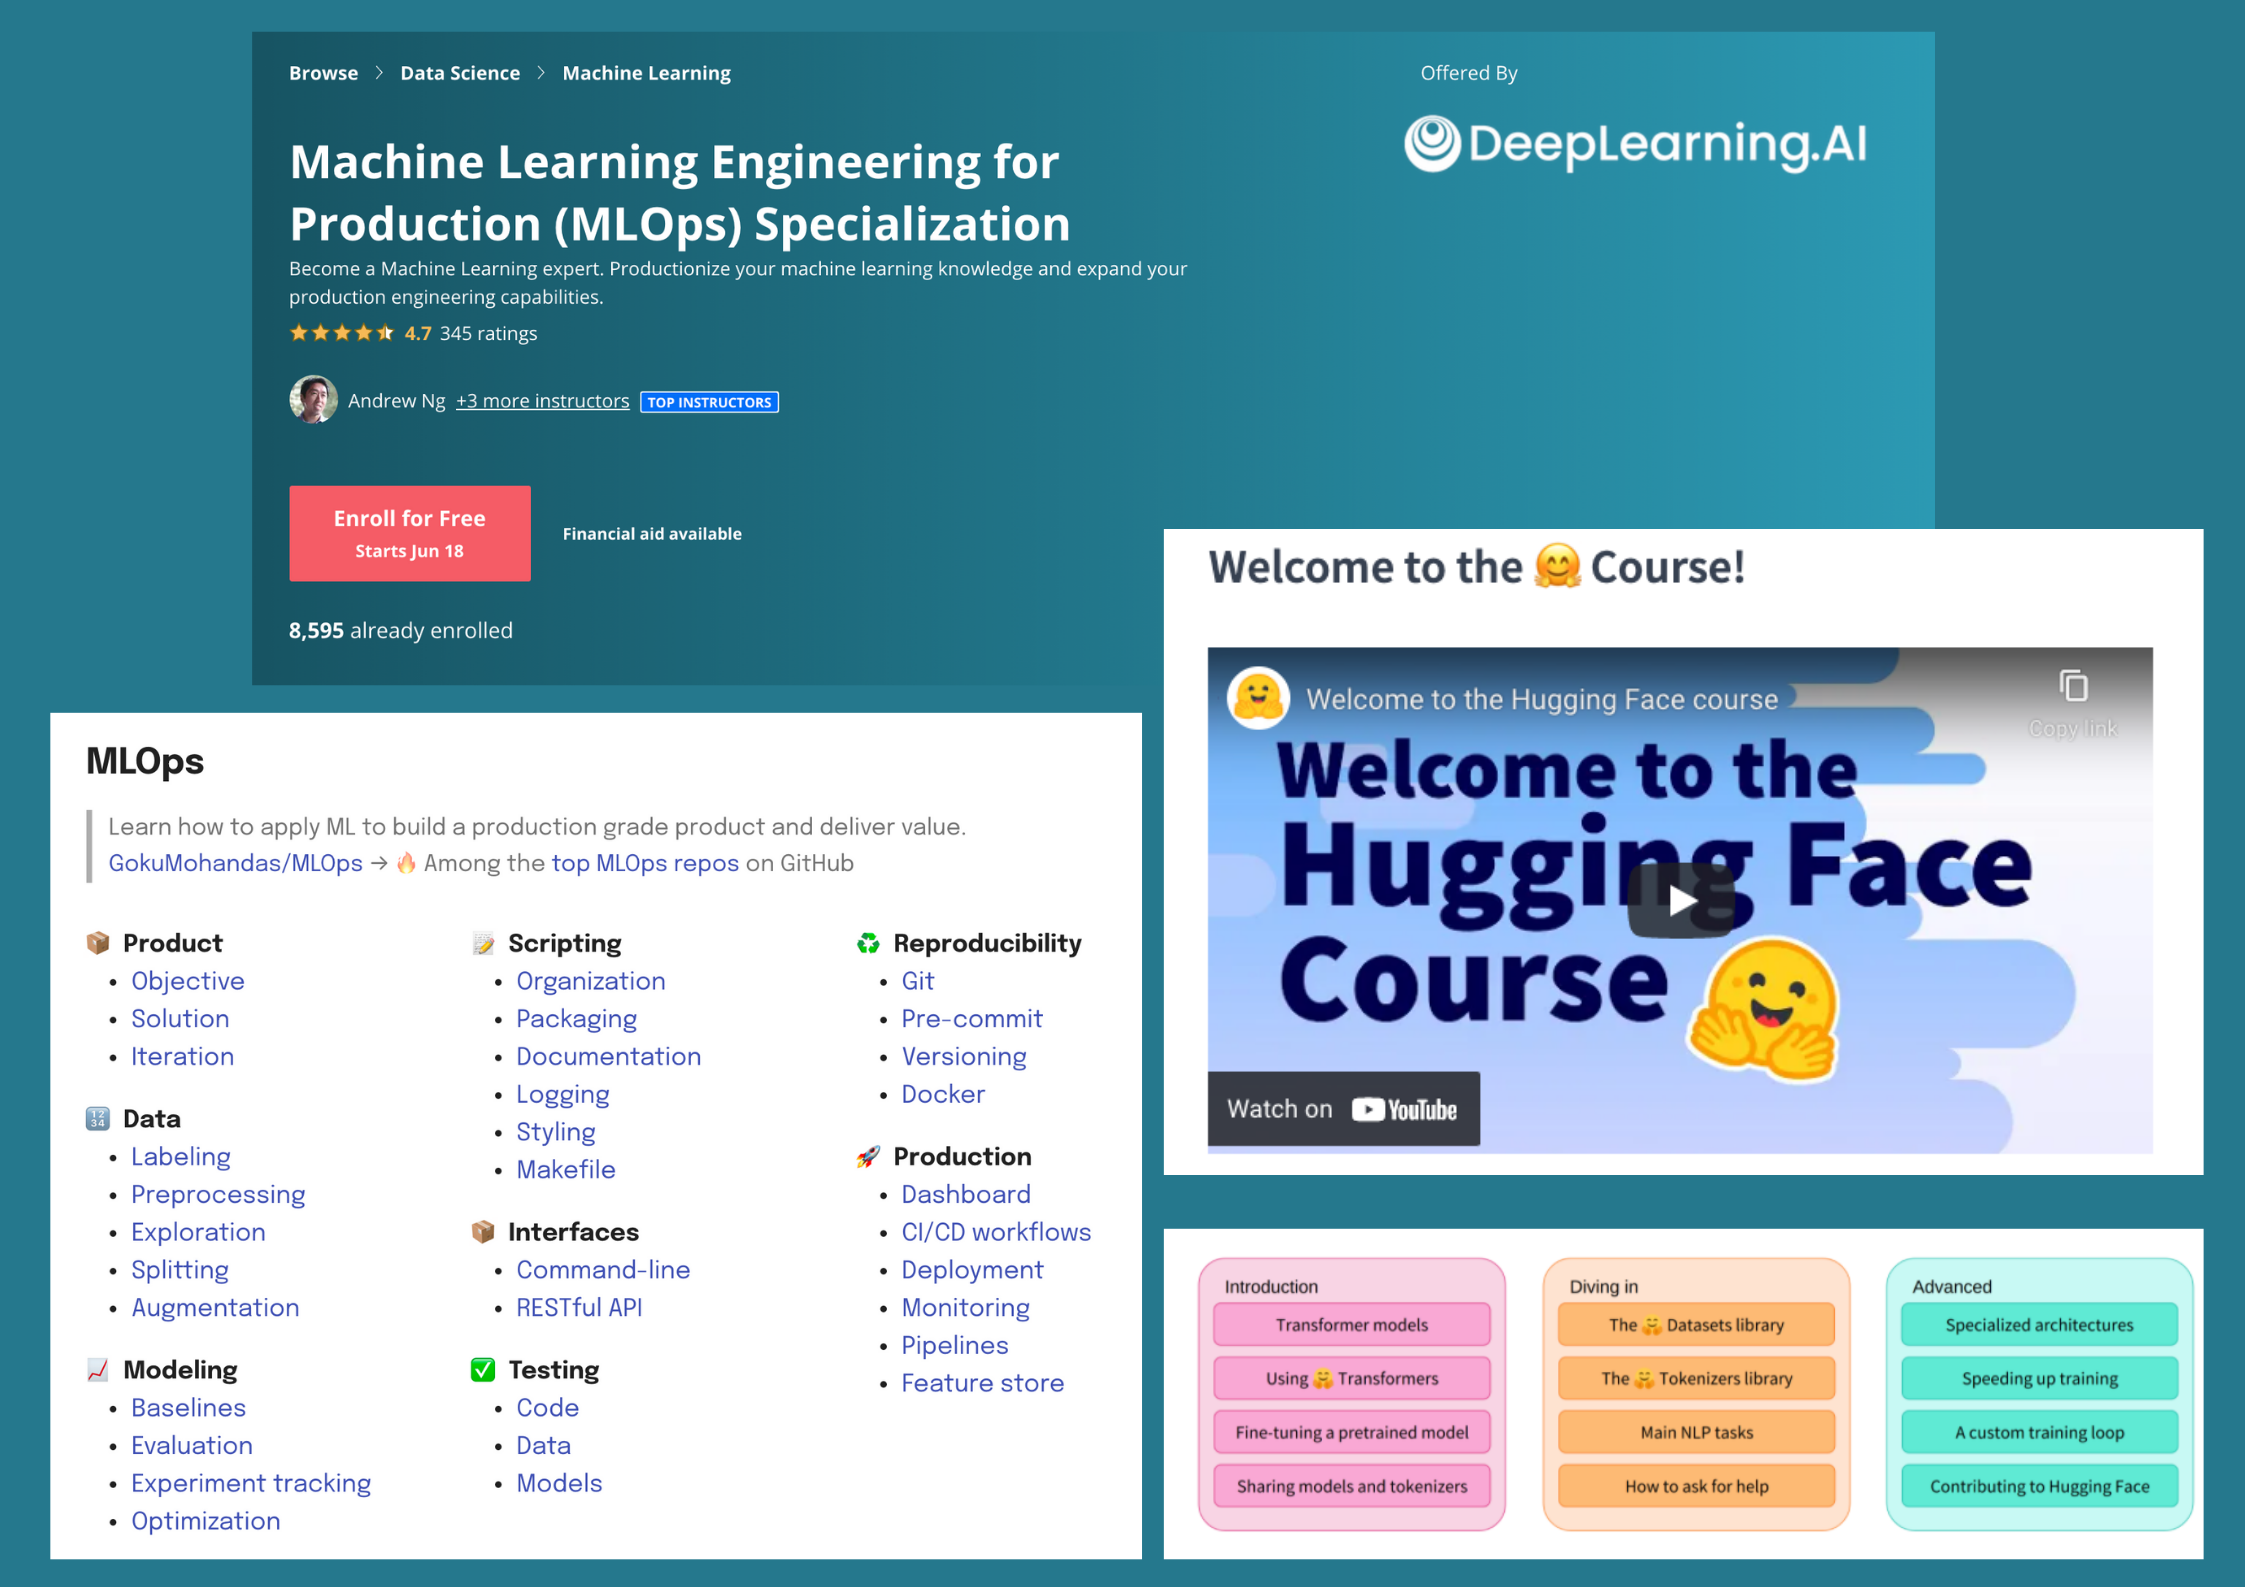 Browse > Data Science > Machine Learning
Offered By
DeepLearning.AI
Machine Learning Engineering for
Production (MLOps) Specialization
Become a Machine Learning expert. Productionize your machine learning knowledge and expand your
production engineering capabilities.
4.7 345 ratings
Andrew Ng +3 more instructors TOP INSTRUCTORS
Enroll for Free
Starts Jun 18
Financial aid available
8,595 already enrolled
MLOps
Learn how to apply ML to build a production grade product and deliver value.
GokuMohandas/MLOps → 🔥 Among the top MLOps repos on GitHub
📦 Product
• Objective
• Solution
• Iteration
🔢 Data
• Labeling
• Preprocessing
• Exploration
• Splitting
• Augmentation
📈 Modeling
• Baselines
• Evaluation
• Experiment tracking
• Optimization
📝 Scripting
• Organization
• Packaging
• Documentation
• Logging
• Styling
• Makefile
📦 Interfaces
• Command-line
• RESTful API
✅ Testing
• Code
• Data
• Models
♻️ Reproducibility
• Git
• Pre-commit
• Versioning
• Docker
🚀 Production
• Dashboard
• CI/CD workflows
• Deployment
• Monitoring
• Pipelines
• Feature store
Welcome to the 🤗 Course!
Welcome to the Hugging Face course
Copy link
Welcome to the
Hugging Face
Course
Watch on YouTube
Introduction
Transformer models
Using 🤗 Transformers
Fine-tuning a pretrained model
Sharing models and tokenizers
Diving in
The 🤗 Datasets library
The 🤗 Tokenizers library
Main NLP tasks
How to ask for help
Advanced
Specialized architectures
Speeding up training
A custom training loop
Contributing to Hugging Face